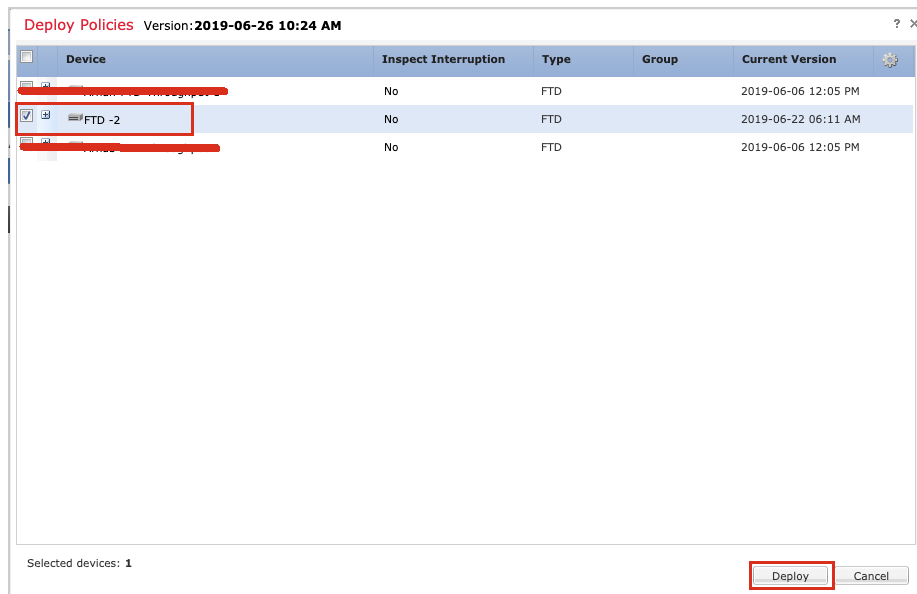 Deploy Policies Version:2019-06-26 10:24 AM ?
Device Inspect Interruption Type Group Current Version
No FTD 2019-06-06 12:05 PM
FTD -2 No FTD 2019-06-22 06:11 AM
No FTD 2019-06-06 12:05 PM
Selected devices: 1
Deploy Cancel